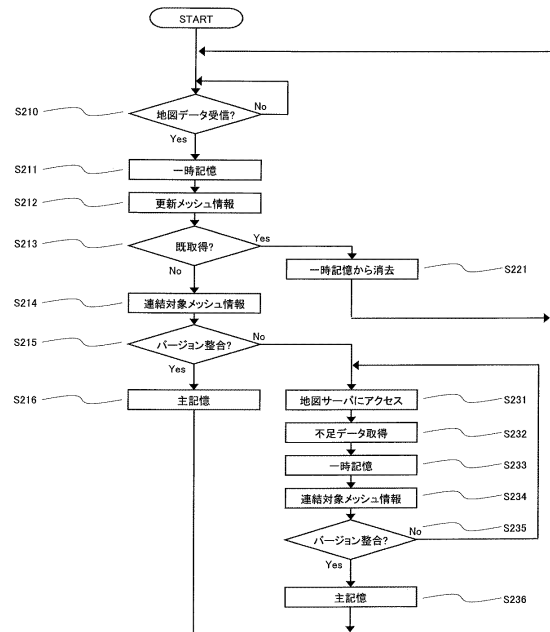 START
S210
地図データ受信?
No
Yes
S211
一時記憶
S212
更新メッシュ情報
S213
既取得?
Yes
No
一時記憶から消去
S221
S214
連結対象メッシュ情報
S215
バージョン整合?
No
Yes
S216
主記憶
地図サーバにアクセス
S231
不足データ取得
S232
一時記憶
S233
連結対象メッシュ情報
S234
バージョン整合?
No
S235
Yes
主記憶
S236